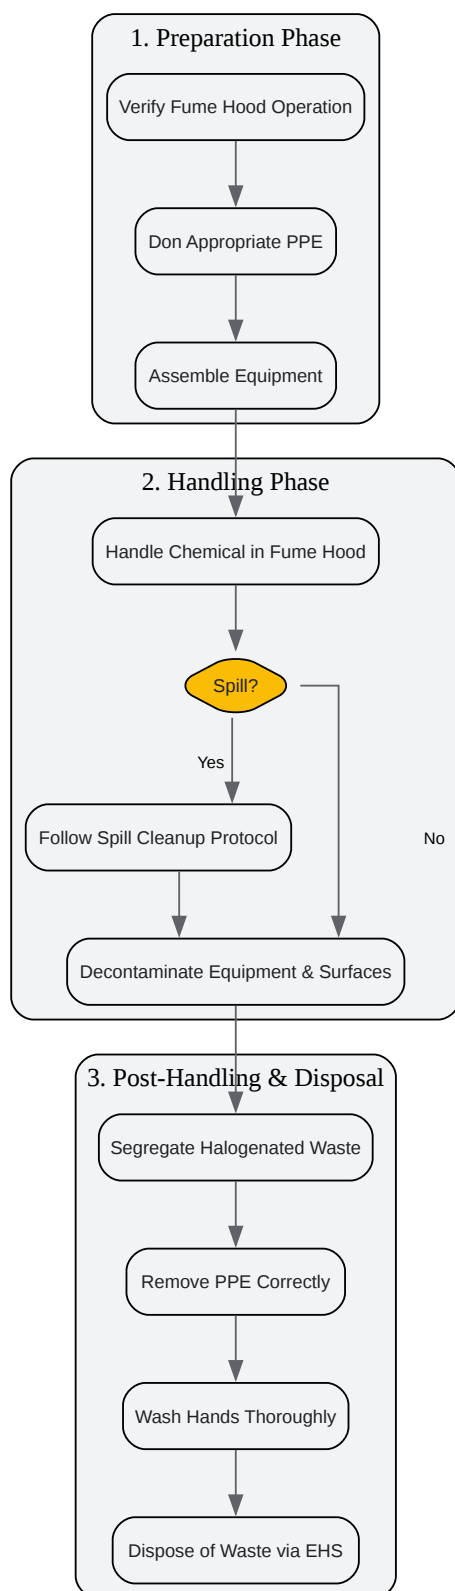 1. Preparation Phase
Verify Fume Hood Operation
Don Appropriate PPE
Assemble Equipment
2. Handling Phase
Handle Chemical in Fume Hood
Spill?
Yes
Follow Spill Cleanup Protocol
No
Decontaminate Equipment & Surfaces
3. Post-Handling & Disposal
Segregate Halogenated Waste
Remove PPE Correctly
Wash Hands Thoroughly
Dispose of Waste via EHS